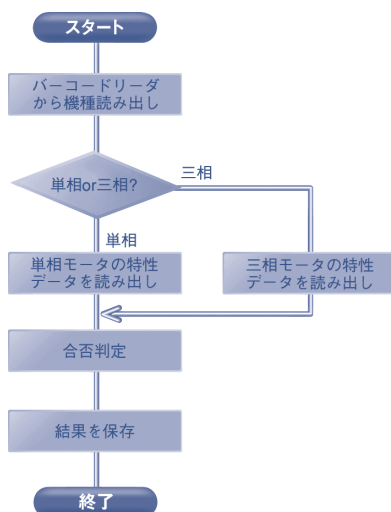 スタート
バーコードリーダ
から機種読み出し
単相or三相?
三相
単相
単相モータの特性
データを読み出し
三相モータの特性
データを読み出し
合否判定
結果を保存
終了